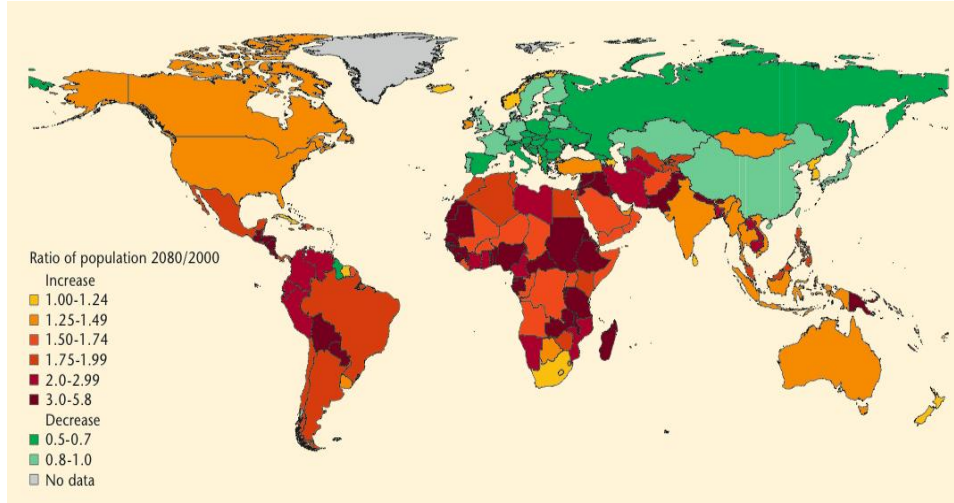 Ratio of population 2080/2000
Increase
1.00-1.24
1.25-1.49
1.50-1.74
1.75-1.99
2.0-2.99
3.0-5.8
Decrease
0.5-0.7
0.8-1.0
No data